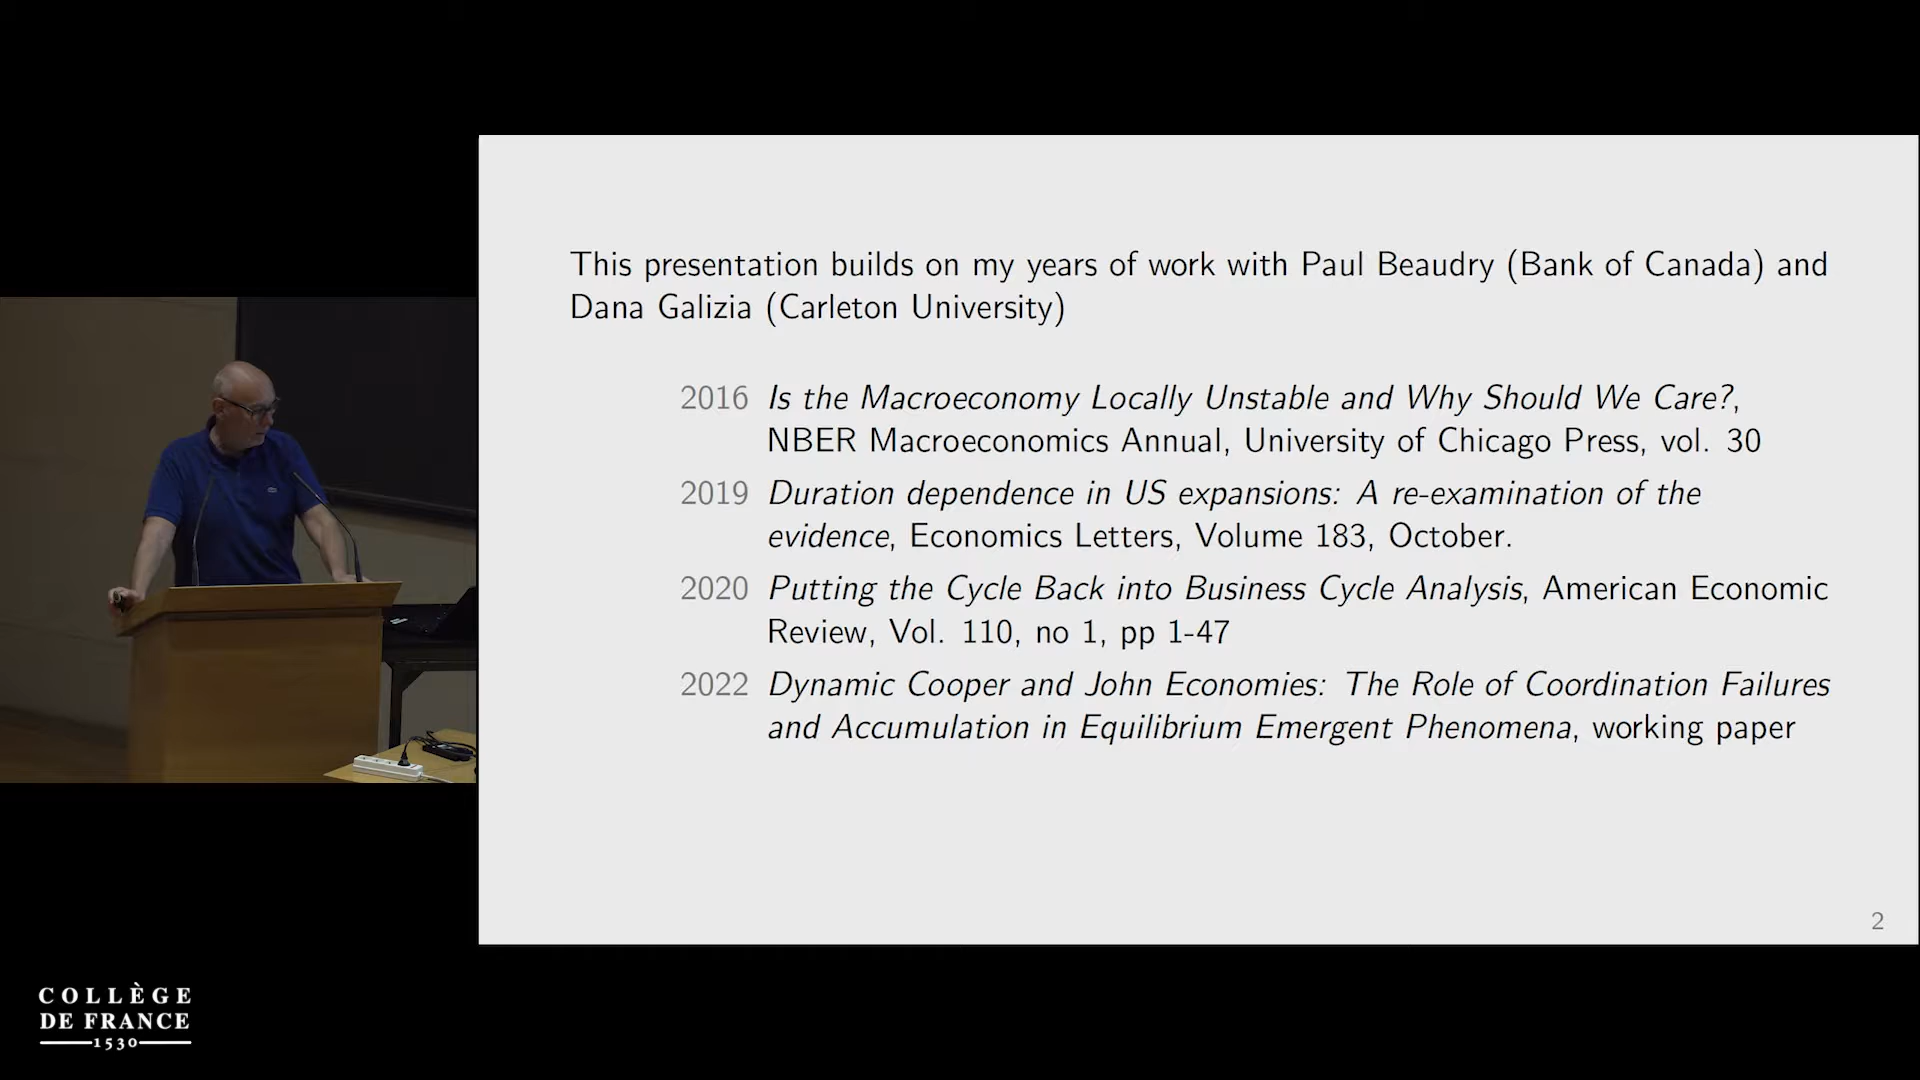 This presentation builds on my years of work with Paul Beaudry (Bank of Canada) and
Dana Galizia (Carleton University)
2016 Is the Macroeconomy Locally Unstable and Why Should We Care?,
NBER Macroeconomics Annual, University of Chicago Press, vol. 30
2019 Duration dependence in US expansions: A re-examination of the
evidence, Economics Letters, Volume 183, October.
2020 Putting the Cycle Back into Business Cycle Analysis, American Economic
Review, Vol. 110, no 1, pp 1-47
2022 Dynamic Cooper and John Economies: The Role of Coordination Failures
and Accumulation in Equilibrium Emergent Phenomena, working paper
2
COLLÈGE
DE FRANCE
1530